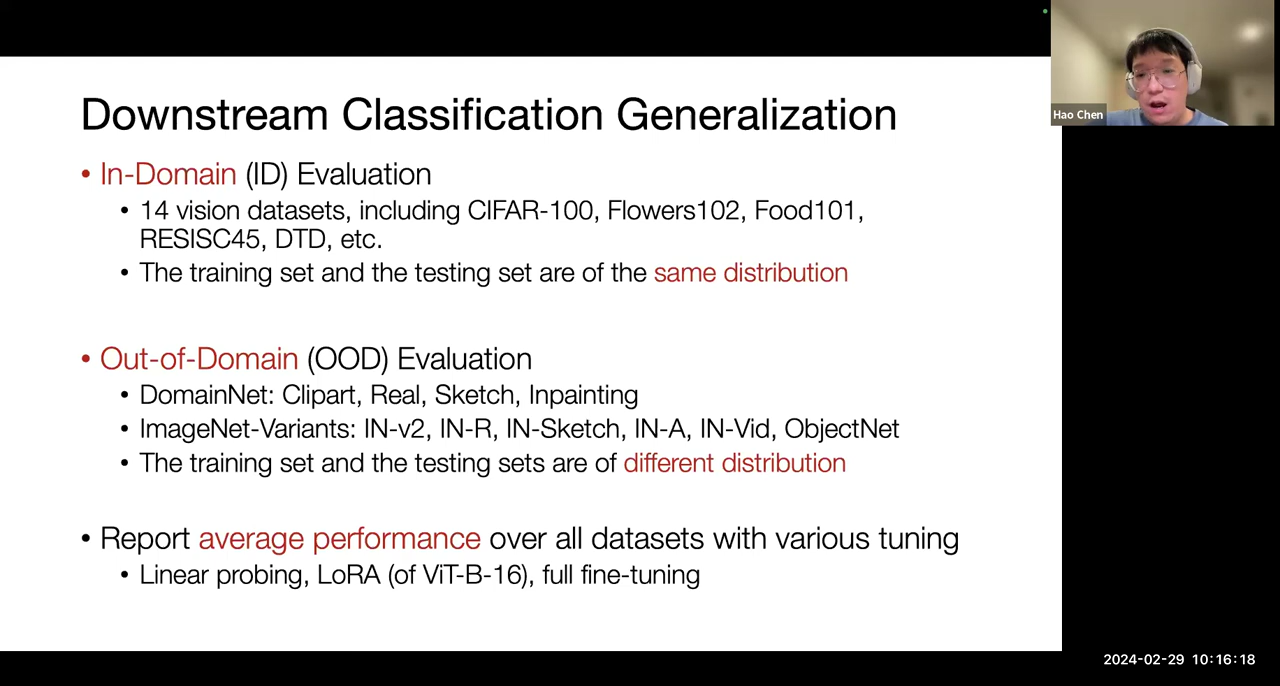 Downstream Classification Generalization
Hao Chen
• In-Domain (ID) Evaluation
• 14 vision datasets, including CIFAR-100, Flowers102, Food101,
RESISC45, DTD, etc.
• The training set and the testing set are of the same distribution
• Out-of-Domain (OOD) Evaluation
• DomainNet: Clipart, Real, Sketch, Inpainting
• ImageNet-Variants: IN-v2, IN-R, IN-Sketch, IN-A, IN-Vid, ObjectNet
• The training set and the testing sets are of different distribution
• Report average performance over all datasets with various tuning
• Linear probing, LoRA (of ViT-B-16), full fine-tuning
2024-02-29 10:16:18